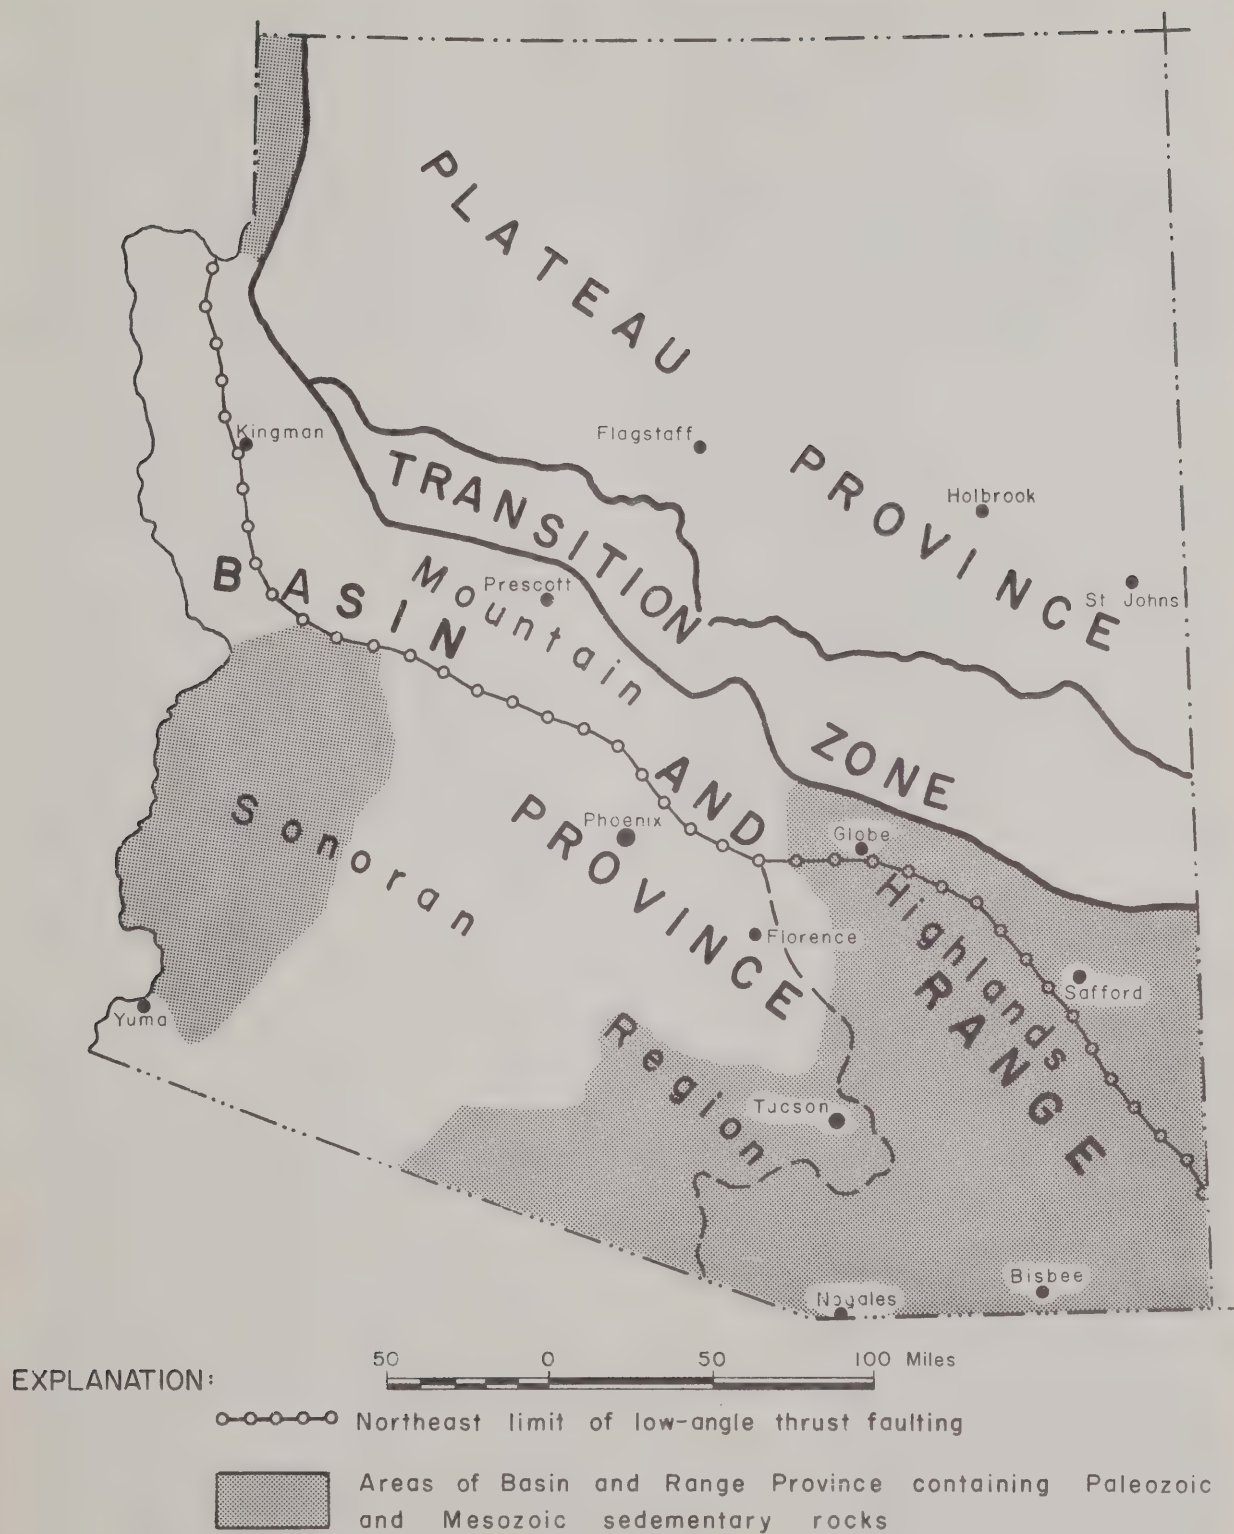 PLATEAU
PROVINCE
Flagstaff
Holbrook
St Johns
Kingman
TRANSITION
ZONE
BASIN
AND
RANGE
PROVINCE
Mountain
Highlands
Prescott
Sonoran
Region
Phoenix
Globe
Florence
Safford
Yuma
Tucson
Bisbee
Nogales
50 0 50 100 Miles
EXPLANATION:
Northeast limit of low-angle thrust faulting
Areas of Basin and Range Province containing Paleozoic
and Mesozoic sedementary rocks